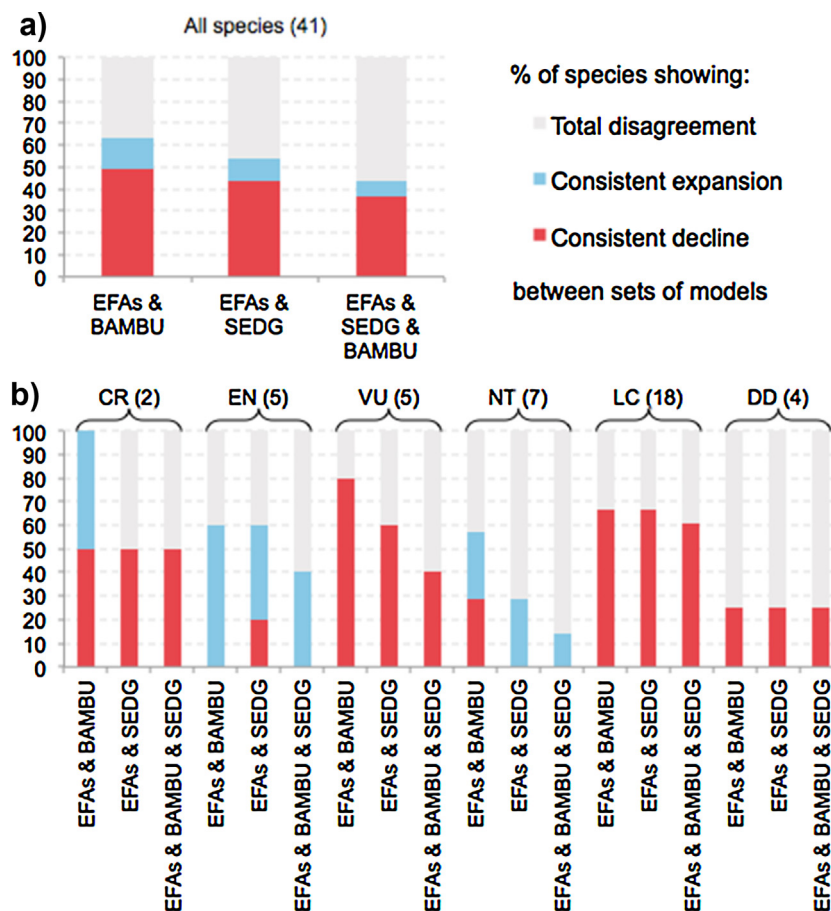 a)
All species (41)
100
90
80
70
60
50
40
30
20
10
0
EFAs &
BAMBU
EFAs &
SEDG
EFAs &
SEDG &
BAMBU
% of species showing:
Total disagreement
Consistent expansion
Consistent decline
between sets of models
b)
CR (2) EN (5) VU (5) NT (7) LC (18) DD (4)
100
90
80
70
60
50
40
30
20
10
0
EFAs & BAMBU
EFAs & SEDG
EFAs & BAMBU & SEDG
EFAs & BAMBU
EFAs & SEDG
EFAs & BAMBU & SEDG
EFAs & BAMBU
EFAs & SEDG
EFAs & BAMBU & SEDG
EFAs & BAMBU
EFAs & SEDG
EFAs & BAMBU & SEDG
EFAs & BAMBU
EFAs & SEDG
EFAs & BAMBU & SEDG
EFAs & BAMBU
EFAs & SEDG
EFAs & BAMBU & SEDG